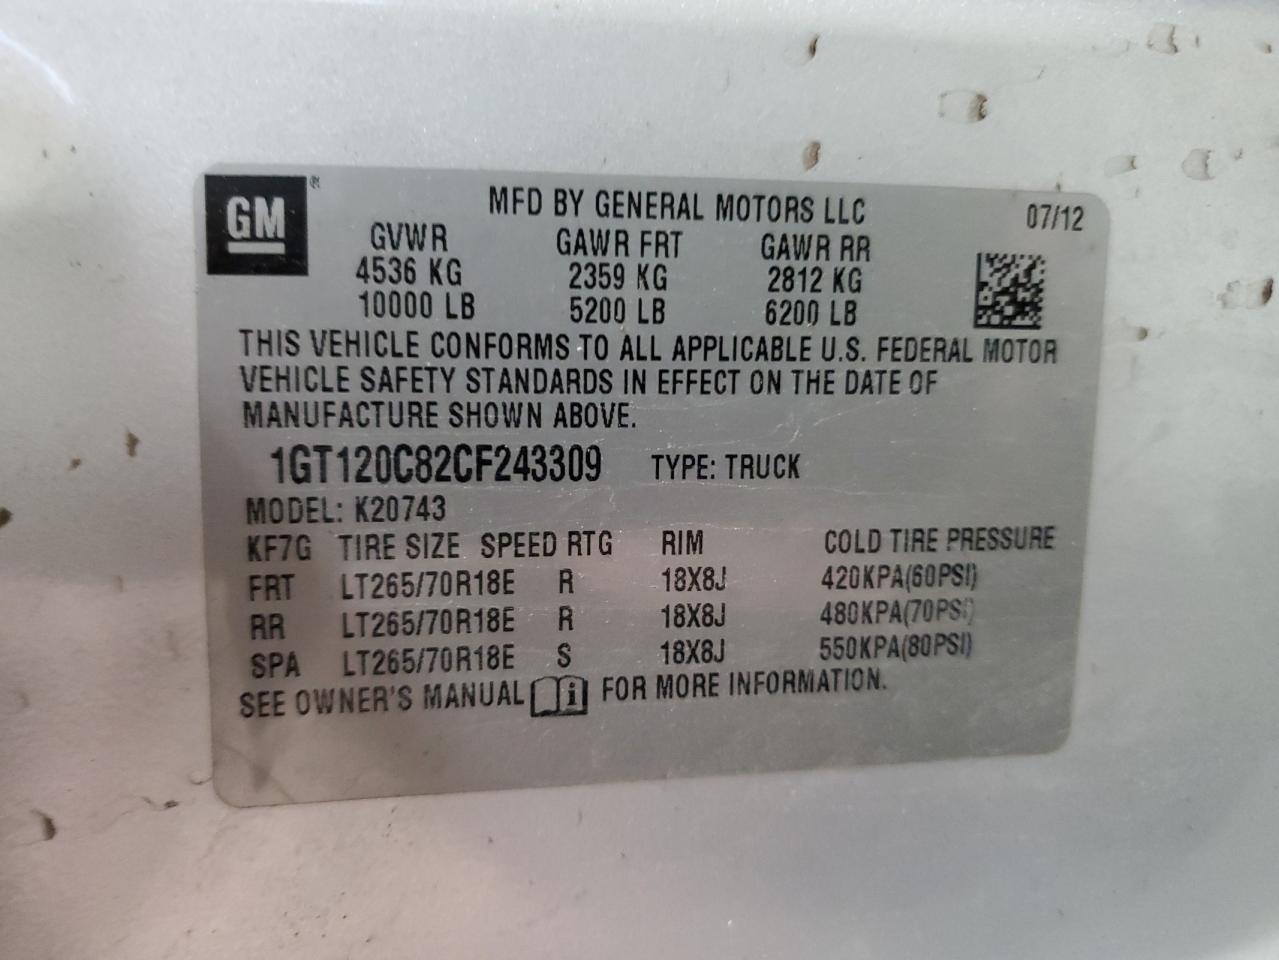 GM®
MFD BY GENERAL MOTORS LLC 07/12
GVWR GAWR FRT GAWR RR
4536 KG 2359 KG 2812 KG
10000 LB 5200 LB 6200 LB
THIS VEHICLE CONFORMS TO ALL APPLICABLE U.S. FEDERAL MOTOR
VEHICLE SAFETY STANDARDS IN EFFECT ON THE DATE OF
MANUFACTURE SHOWN ABOVE.
1GT120C82CF243309 TYPE: TRUCK
MODEL: K20743
KF7G TIRE SIZE SPEED RTG RIM COLD TIRE PRESSURE
FRT LT265/70R18E R 18X8J 420KPA(60PSI)
RR LT265/70R18E R 18X8J 480KPA(70PSI)
SPA LT265/70R18E S 18X8J 550KPA(80PSI)
SEE OWNER'S MANUAL i FOR MORE INFORMATION.